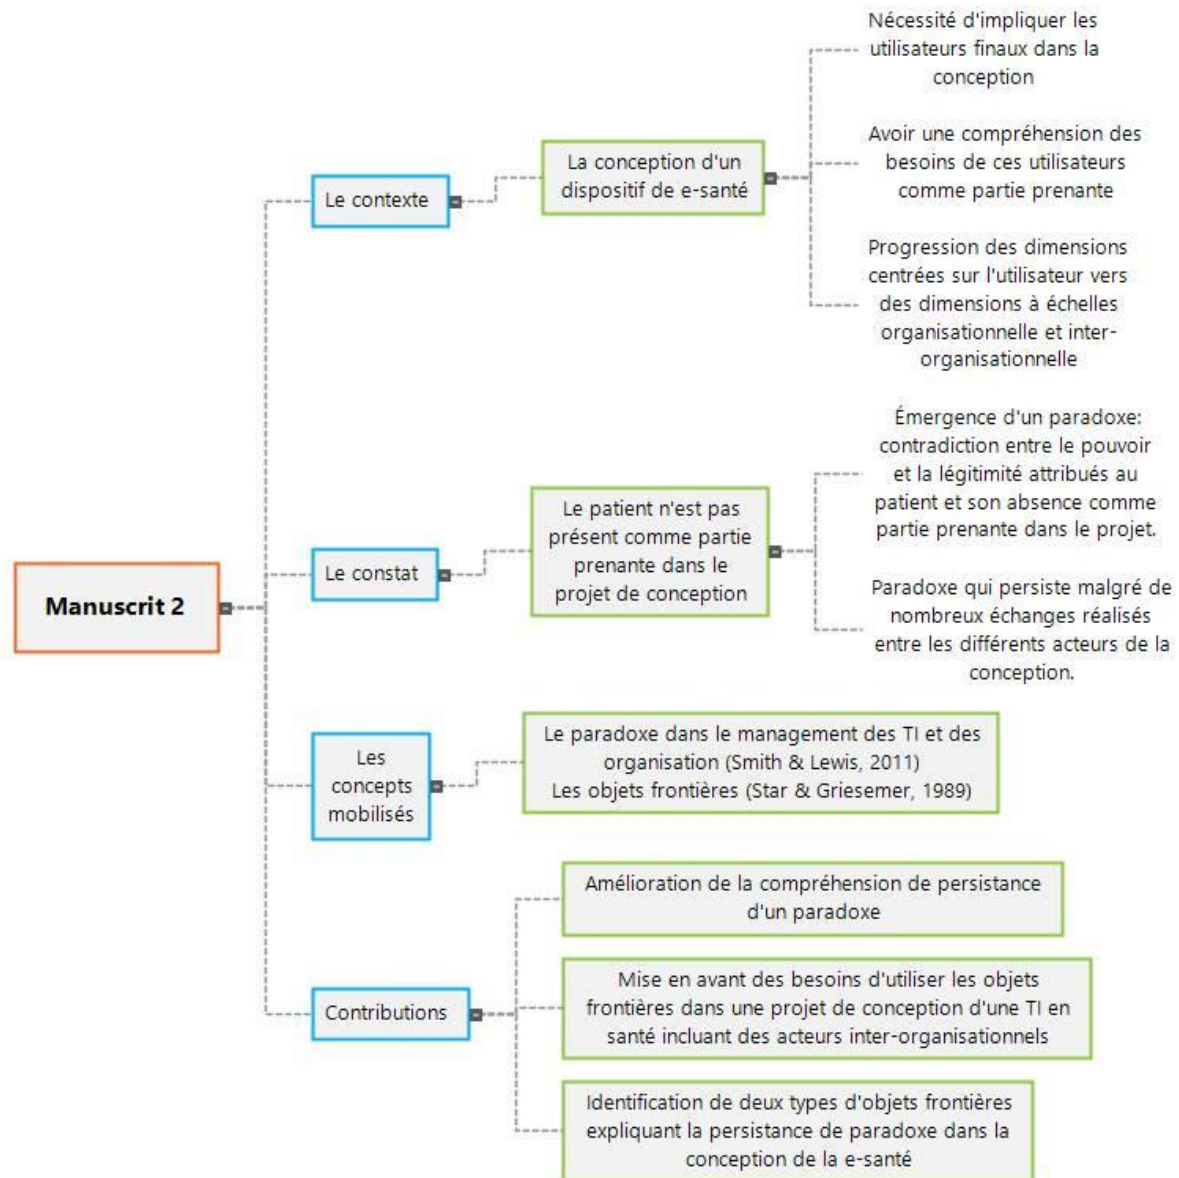 Manuscrit 2
Le contexte
La conception d'un
dispositif de e-santé
Nécessité d'impliquer les
utilisateurs finaux dans la
conception
Avoir une compréhension des
besoins de ces utilisateurs
comme partie prenante
Progression des dimensions
centrées sur l'utilisateur vers
des dimensions à échelles
organisationnelle et inter-
organisationnelle
Le constat
Le patient n'est pas
présent comme partie
prenante dans le
projet de conception
Émergence d'un paradoxe:
contradiction entre le pouvoir
et la légitimité attribués au
patient et son absence comme
partie prenante dans le projet.
Paradoxe qui persiste malgré de
nombreux échanges réalisés
entre les différents acteurs de la
conception.
Les
concepts
mobilisés
Le paradoxe dans le management des TI et des
organisation (Smith & Lewis, 2011)
Les objets frontières (Star & Griesemer, 1989)
Contributions
Amélioration de la compréhension de persistance
d'un paradoxe
Mise en avant des besoins d'utiliser les objets
frontières dans une projet de conception d'une TI en
santé incluant des acteurs inter-organisationnels
Identification de deux types d'objets frontières
expliquant la persistance de paradoxe dans la
conception de la e-santé